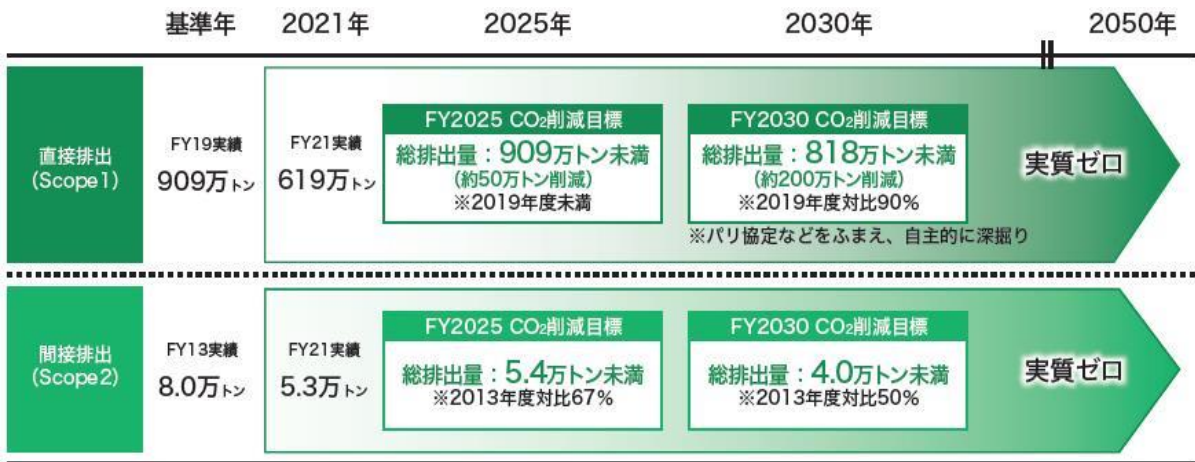 基準年 2021年 2025年 2030年 2050年
直接排出
(Scope1)
FY19実績
909万トン
FY21実績
619万トン
FY2025 CO₂削減目標
総排出量：909万トン未満
(約50万トン削減)
※2019年度未満
FY2030 CO₂削減目標
総排出量：818万トン未満
(約200万トン削減)
※2019年度対比90%
※パリ協定などをふまえ、自主的に深掘り
実質ゼロ
間接排出
(Scope2)
FY13実績
8.0万トン
FY21実績
5.3万トン
FY2025 CO₂削減目標
総排出量：5.4万トン未満
※2013年度対比67%
FY2030 CO₂削減目標
総排出量：4.0万トン未満
※2013年度対比50%
実質ゼロ